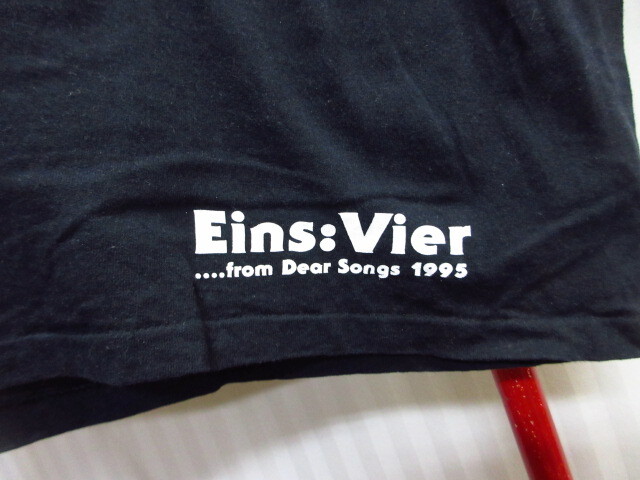 Eins:Vier
....from Dear Songs 1995